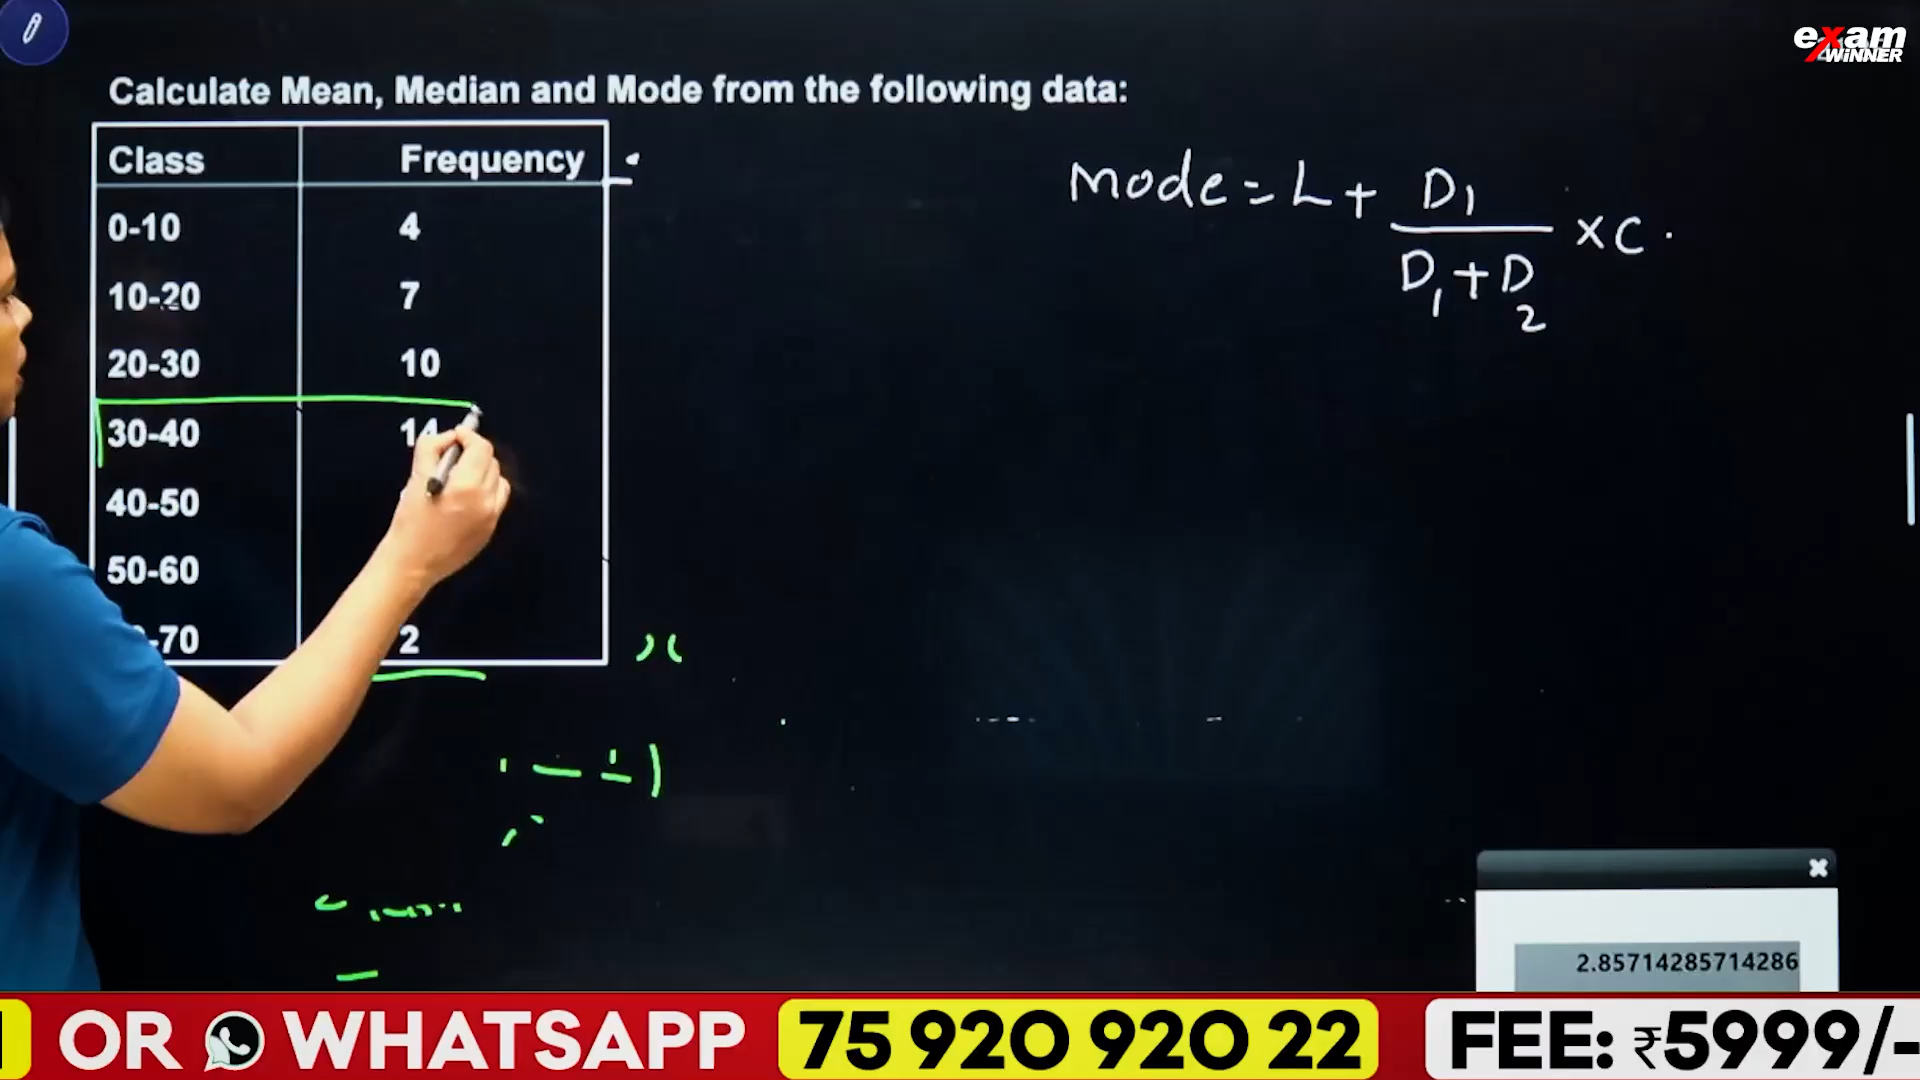 exam
WiNNER
Calculate Mean, Median and Mode from the following data:
Class Frequency
0-10 4
10-20 7
20-30 10
30-40 14
40-50
50-60
-70 2
mode = L + D1 / D1 + D2 × C
2.85714285714286
OR WHATSAPP 75 920 920 22 FEE: ₹5999/-